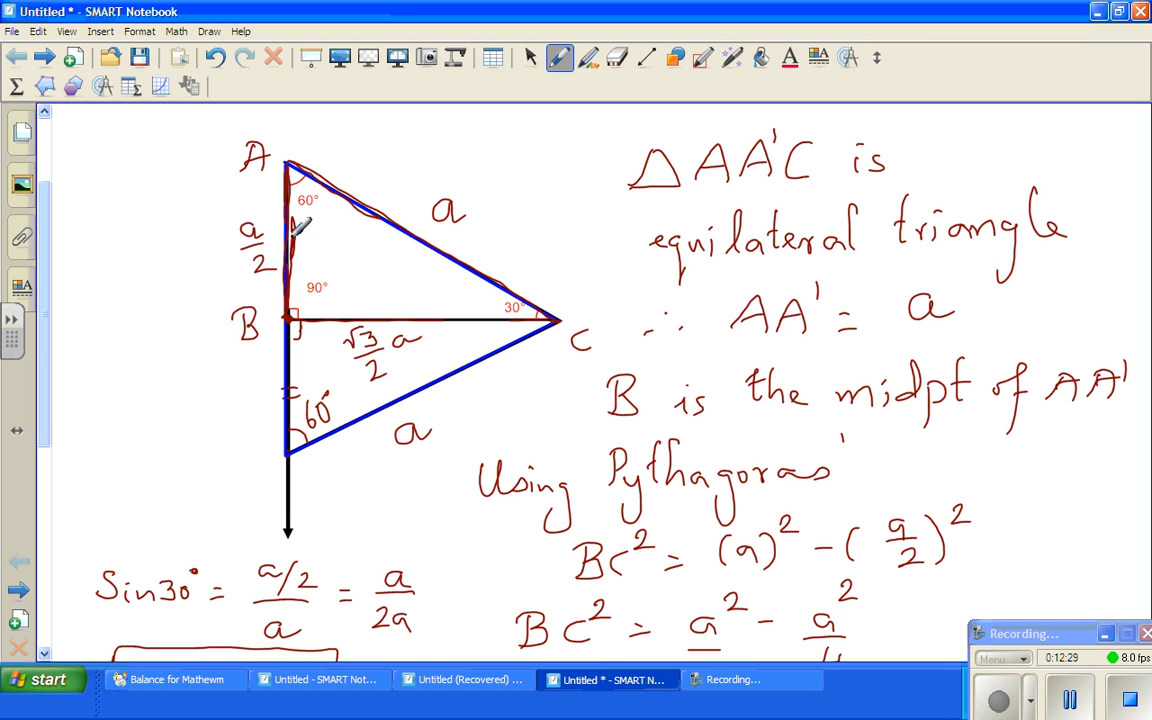 Untitled * - SMART Notebook
File Edit View Insert Format Math Draw Help
A
60°
a
a/2
90°
30°
B
C
√3/2 a
60°
a
△AA'C is
equilateral triangle
∴ AA' = a
B is the midpt of AA'
Using Pythagoras'
BC² = (a)² - (a/2)²
Sin30° = a/2 / a = a/2a
BC² = a² - a²/4
Recording...
Menu
0:12:29
8.0 fps
start
Balance for Mathewm
Untitled - SMART Not...
Untitled (Recovered) ...
Untitled * - SMART N...
Recording...